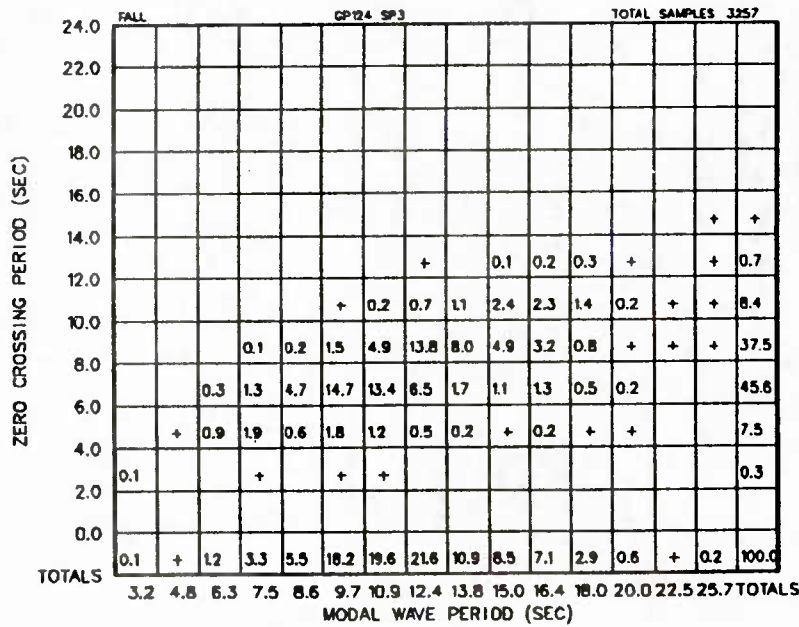 FALL GP124 SP3 TOTAL SAMPLES 3257
24.0
22.0
20.0
18.0
16.0
+ +
14.0
+ 0.1 0.2 0.3 + + 0.7
12.0
+ 0.2 0.7 1.1 2.4 2.3 1.4 0.2 + + 8.4
10.0
0.1 0.2 1.5 4.9 13.8 8.0 4.9 3.2 0.8 + + + 37.5
8.0
0.3 1.3 4.7 14.7 13.4 6.5 1.7 1.1 1.3 0.5 0.2 45.6
6.0
+ 0.9 1.9 0.6 1.8 1.2 0.5 0.2 + 0.2 + + 7.5
4.0
0.1 + + + 0.3
2.0
0.0
0.1 + 1.2 3.3 5.5 18.2 19.6 21.6 10.9 8.5 7.1 2.9 0.6 + 0.2 100.0
TOTALS
3.2 4.8 6.3 7.5 8.6 9.7 10.9 12.4 13.8 15.0 16.4 18.0 20.0 22.5 25.7 TOTALS
MODAL WAVE PERIOD (SEC)
ZERO CROSSING PERIOD (SEC)